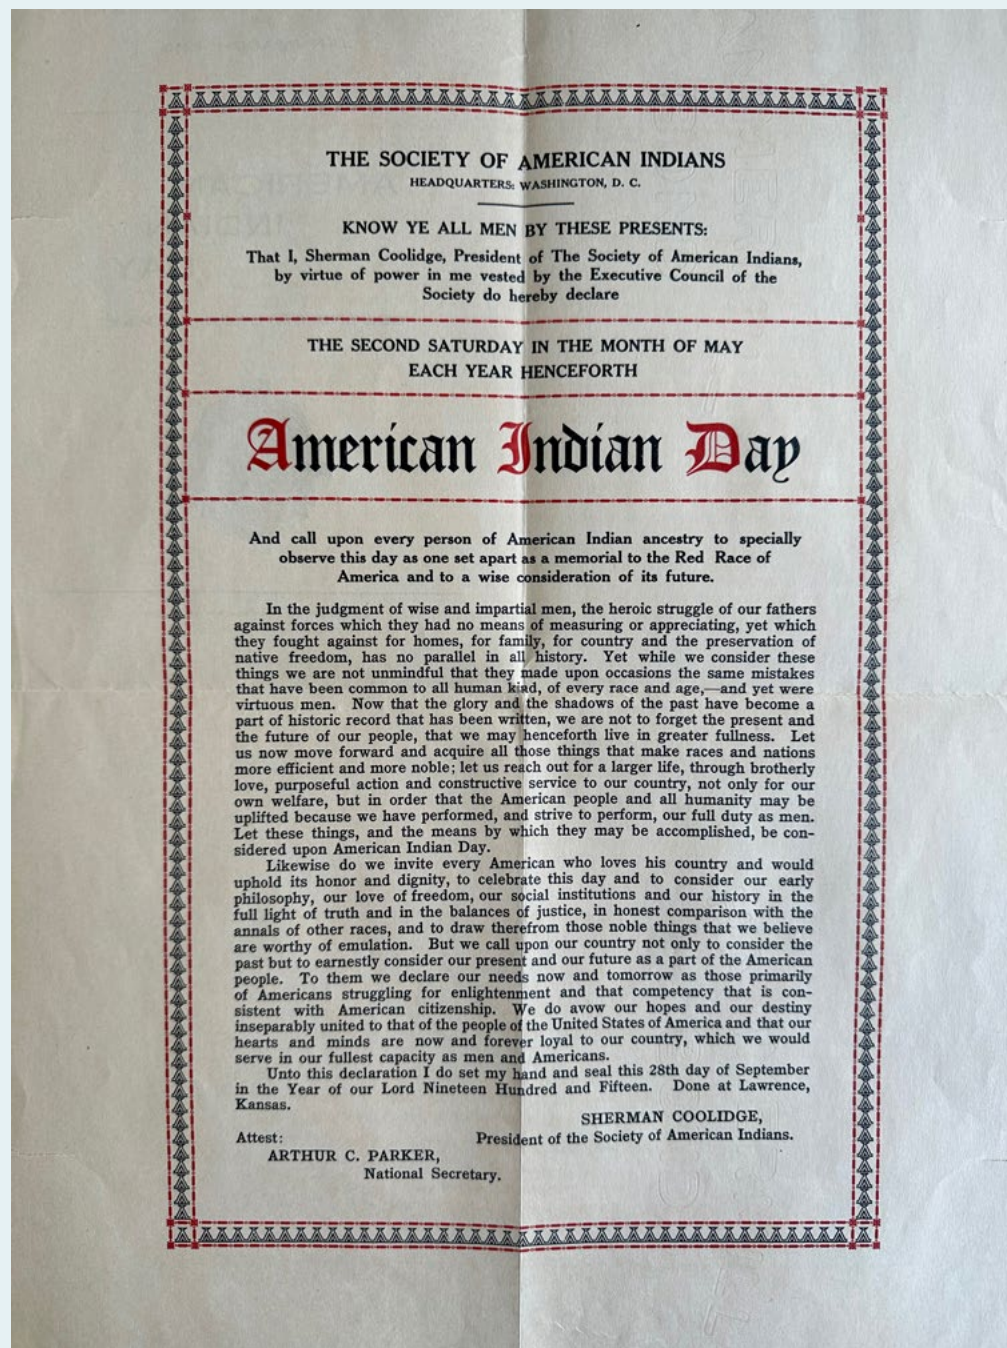 THE SOCIETY OF AMERICAN INDIANS
HEADQUARTERS: WASHINGTON, D. C.
KNOW YE ALL MEN BY THESE PRESENTS:
That I, Sherman Coolidge, President of The Society of American Indians,
by virtue of power in me vested by the Executive Council of the
Society do hereby declare
THE SECOND SATURDAY IN THE MONTH OF MAY
EACH YEAR HENCEFORTH
American Indian Day
And call upon every person of American Indian ancestry to specially
observe this day as one set apart as a memorial to the Red Race of
America and to a wise consideration of its future.
In the judgment of wise and impartial men, the heroic struggle of our fathers
against forces which they had no means of measuring or appreciating, yet which
they fought against for homes, for family, for country and the preservation of
native freedom, has no parallel in all history. Yet while we consider these
things we are not unmindful that they made upon occasions the same mistakes
that have been common to all human kind, of every race and age,—and yet were
virtuous men. Now that the glory and the shadows of the past have become a
part of historic record that has been written, we are not to forget the present and
the future of our people, that we may henceforth live in greater fullness. Let
us now move forward and acquire all those things that make races and nations
more efficient and more noble; let us reach out for a larger life, through brotherly
love, purposeful action and constructive service to our country, not only for our
own welfare, but in order that the American people and all humanity may be
uplifted because we have performed, and strive to perform, our full duty as men.
Let these things, and the means by which they may be accomplished, be con-
sidered upon American Indian Day.
Likewise do we invite every American who loves his country and would
uphold its honor and dignity, to celebrate this day and to consider our early
philosophy, our love of freedom, our social institutions and our history in the
full light of truth and in the balances of justice, in honest comparison with the
annals of other races, and to draw therefrom those noble things that we believe
are worthy of emulation. But we call upon our country not only to consider the
past but to earnestly consider our present and our future as a part of the American
people. To them we declare our needs now and tomorrow as those primarily
of Americans struggling for enlightenment and that competency that is con-
sistent with American citizenship. We do avow our hopes and our destiny
inseparably united to that of the people of the United States of America and that our
hearts and minds are now and forever loyal to our country, which we would
serve in our fullest capacity as men and Americans.
Unto this declaration I do set my hand and seal this 28th day of September
in the Year of our Lord Nineteen Hundred and Fifteen. Done at Lawrence,
Kansas.
SHERMAN COOLIDGE,
President of the Society of American Indians.
Attest:
ARTHUR C. PARKER,
National Secretary.